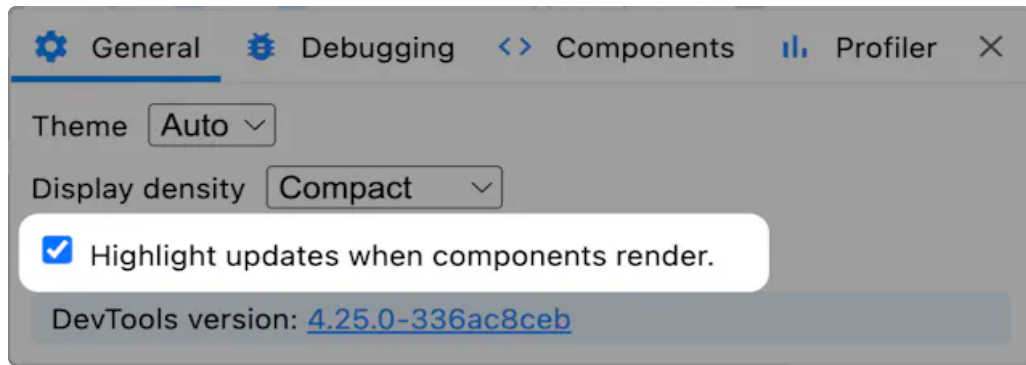 General Debugging Components Profiler
Theme Auto
Display density Compact
Highlight updates when components render.
DevTools version: 4.25.0-336ac8ceb